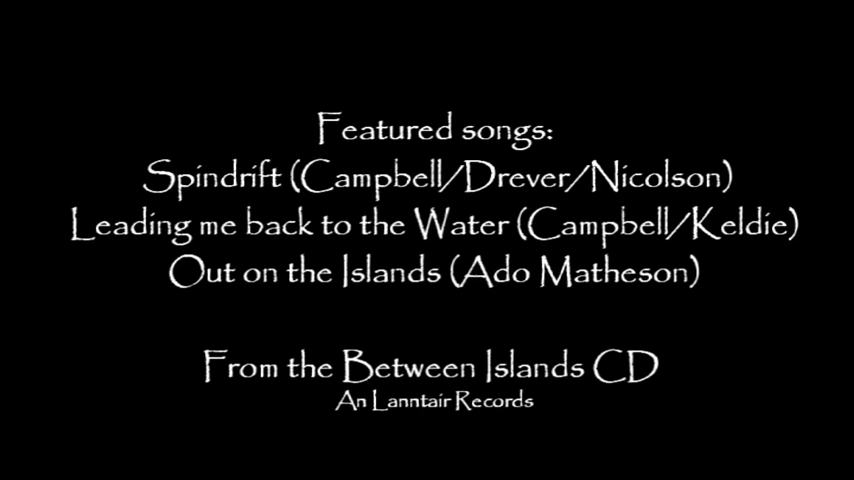 Featured songs:
Spindrift (Campbell/Drever/Nicolson)
Leading me back to the Water (Campbell/Keldie)
Out on the Islands (Ado Matheson)
From the Between Islands CD
An Lanntair Records